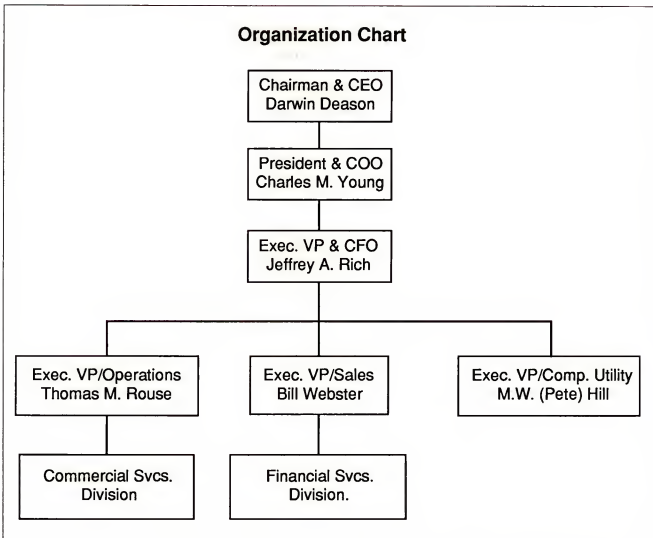 Organization Chart
Chairman & CEO
Darwin Deason
President & COO
Charles M. Young
Exec. VP & CFO
Jeffrey A. Rich
Exec. VP/Operations
Thomas M. Rouse
Exec. VP/Sales
Bill Webster
Exec. VP/Comp. Utility
M.W. (Pete) Hill
Commercial Svcs.
Division
Financial Svcs.
Division.